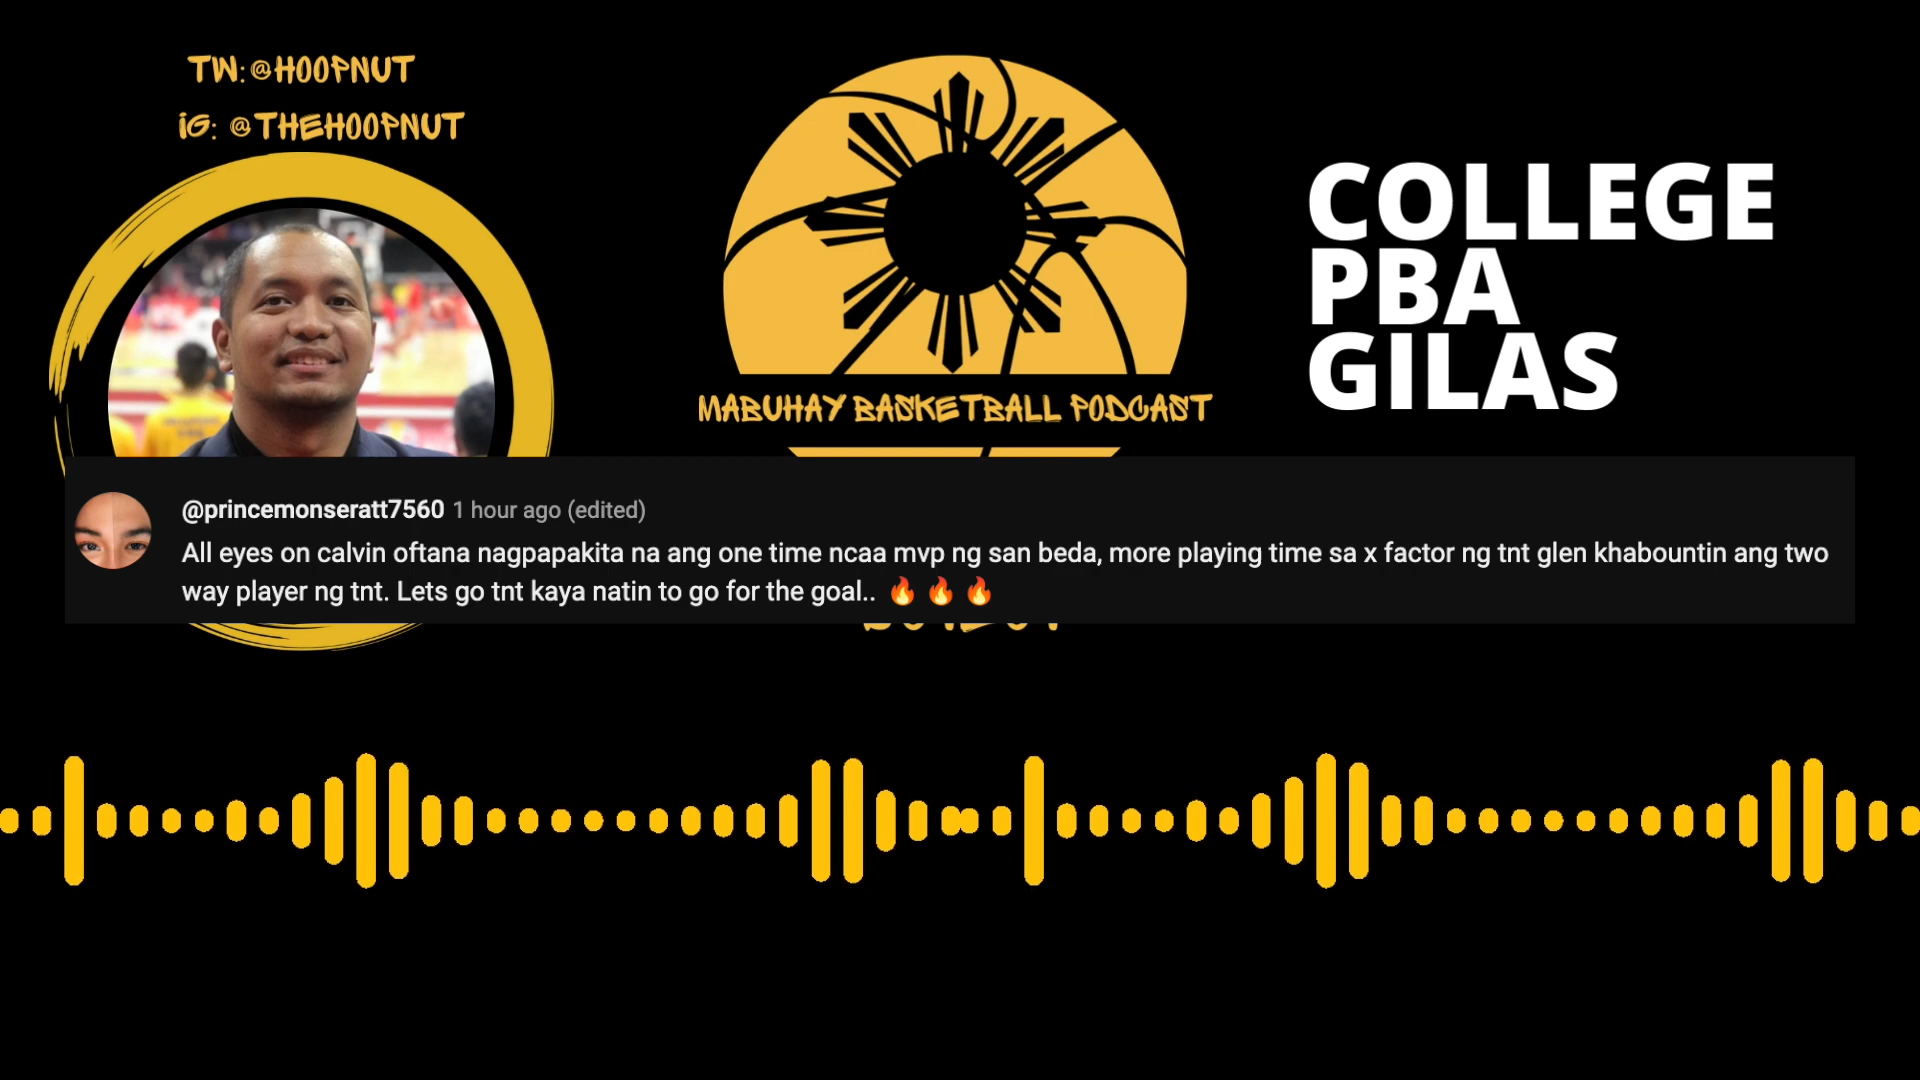 TW:@HOOPNUT
IG: @THEHOOPNUT
COLLEGE
PBA
GILAS
MABUHAY BASKETBALL PODCAST
@princemonseratt7560 1 hour ago (edited)
All eyes on calvin oftana nagpapakita na ang one time ncaa mvp ng san beda, more playing time sa x factor ng tnt glen khabountin ang two
way player ng tnt. Lets go tnt kaya natin to go for the goal.. 🔥 🔥 🔥